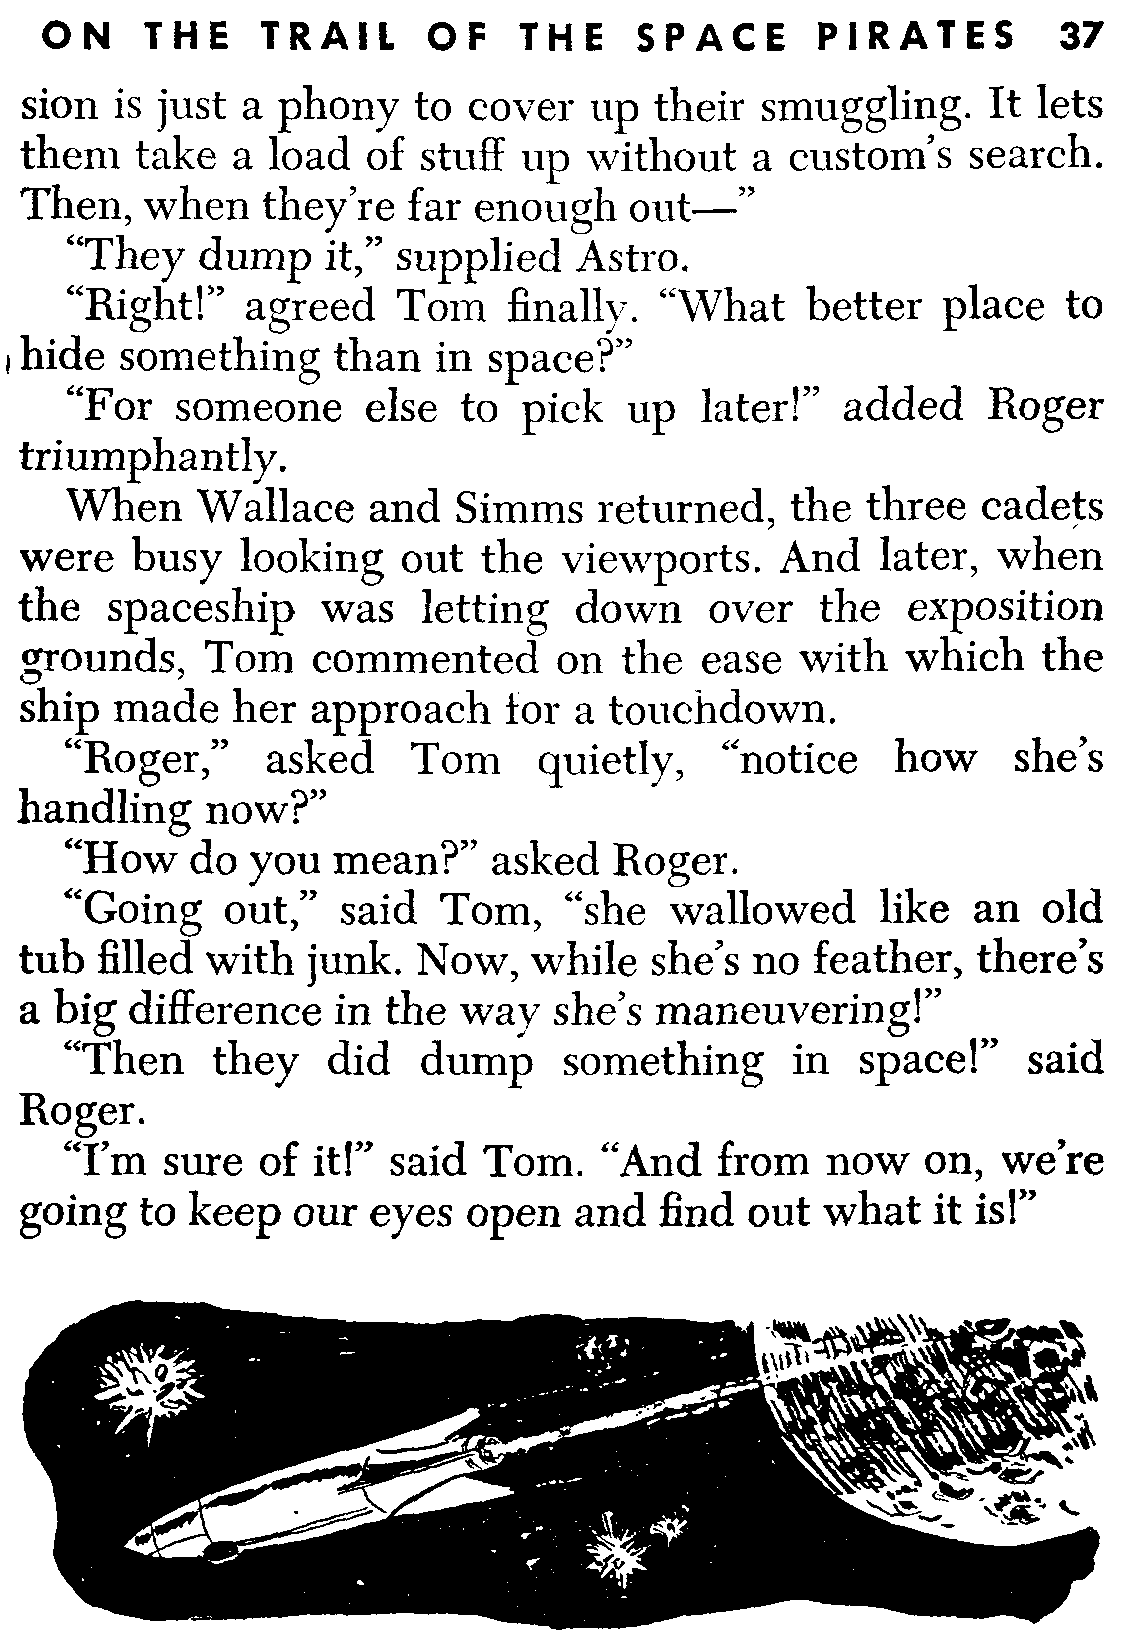 ON THE TRAIL OF THE SPACE PIRATES 37
sion is just a phony to cover up their smuggling. It lets
them take a load of stuff up without a custom's search.
Then, when they're far enough out—”
“They dump it,” supplied Astro.
“Right!” agreed Tom finally. “What better place to
hide something than in space?”
“For someone else to pick up later!” added Roger
triumphantly.
When Wallace and Simms returned, the three cadets
were busy looking out the viewports. And later, when
the spaceship was letting down over the exposition
grounds, Tom commented on the ease with which the
ship made her approach for a touchdown.
“Roger,” asked Tom quietly, “notice how she's
handling now?”
“How do you mean?” asked Roger.
“Going out,” said Tom, “she wallowed like an old
tub filled with junk. Now, while she's no feather, there's
a big difference in the way she's maneuvering!”
“Then they did dump something in space!” said
Roger.
“I'm sure of it!” said Tom. “And from now on, we're
going to keep our eyes open and find out what it is!”